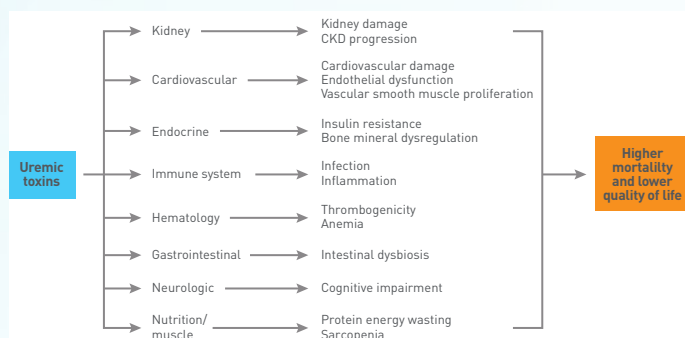 Uremic
toxins
Kidney
Kidney damage
CKD progression
Cardiovascular
Cardiovascular damage
Endothelial dysfunction
Vascular smooth muscle proliferation
Endocrine
Insulin resistance
Bone mineral dysregulation
Immune system
Infection
Inflammation
Hematology
Thrombogenicity
Anemia
Gastrointestinal
Intestinal dysbiosis
Neurologic
Cognitive impairment
Nutrition/
muscle
Protein energy wasting
Sarcopenia
Higher
mortalilty
and lower
quality of life